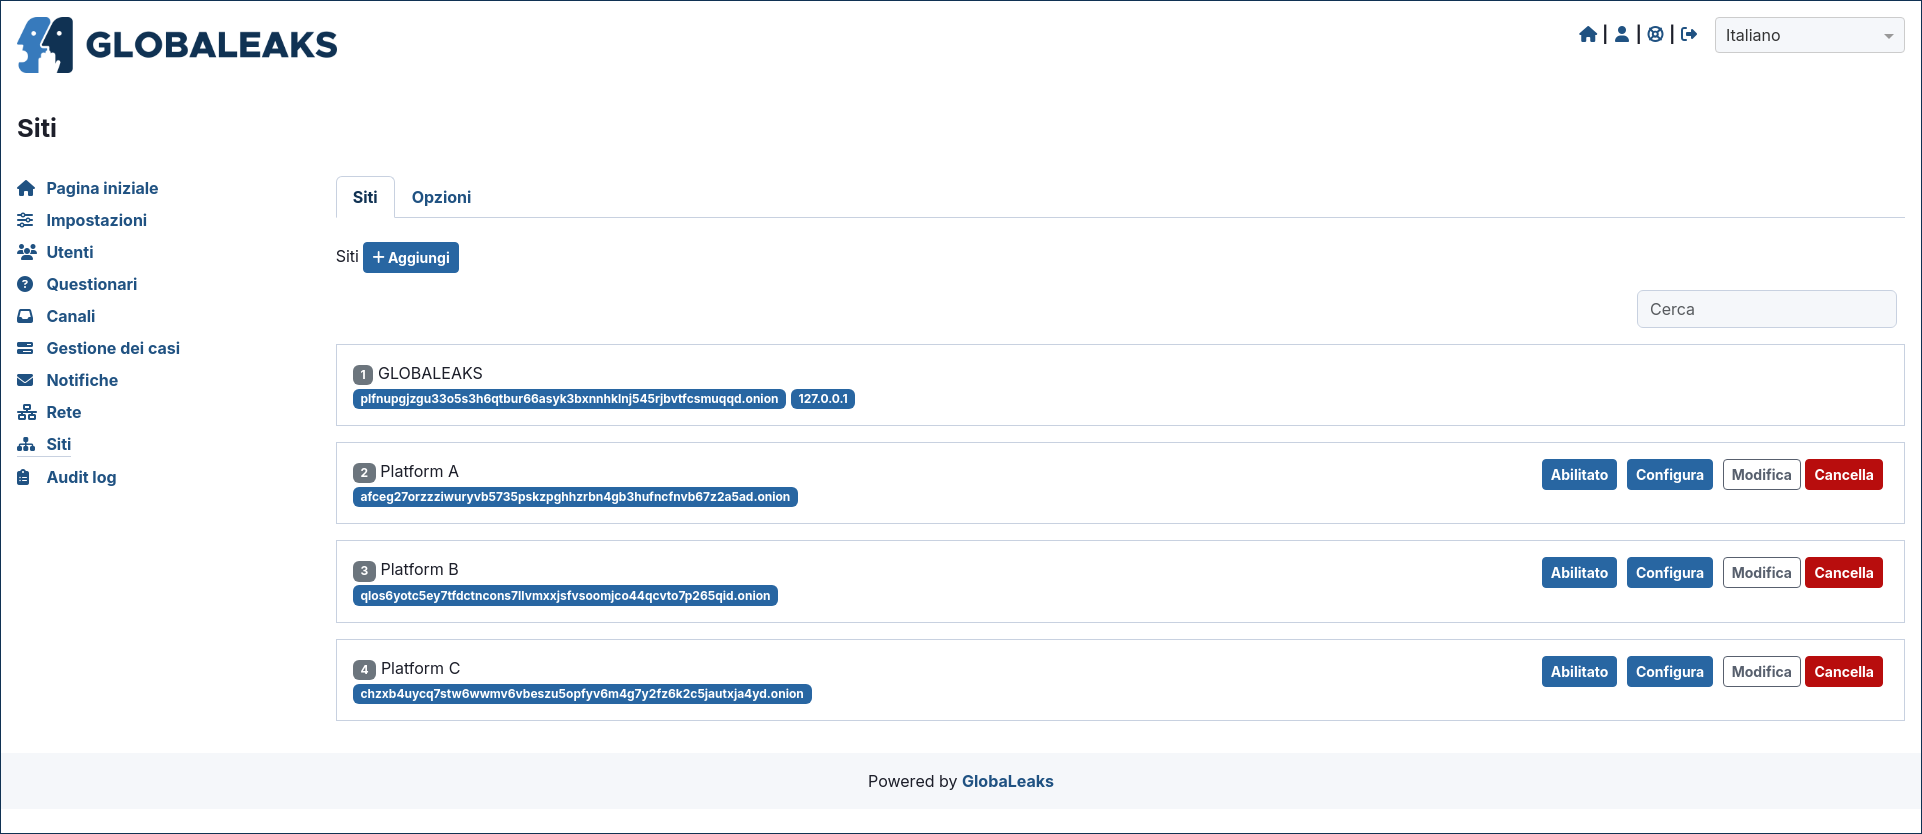 GLOBALEAKS
| | |
Italiano
Siti
Pagina iniziale
Impostazioni
Utenti
Questionari
Canali
Gestione dei casi
Notifiche
Rete
Siti
Audit log
Siti Opzioni
Siti + Aggiungi
Cerca
1 GLOBALEAKS
plfnupgjzgu33o5s3h6qtbur66asyk3bxnnhklnj545rjbvtfcsmuqqd.onion 127.0.0.1
2 Platform A
afceg27orzzziwuryvb5735pskzpghhzrbn4gb3hufncfnvb67z2a5ad.onion
Abilitato Configura Modifica Cancella
3 Platform B
qlos6yotc5ey7tfdctncons7llvmxxjsfvsoomjco44qcvto7p265qid.onion
Abilitato Configura Modifica Cancella
4 Platform C
chzxb4uycq7stw6wwmv6vbeszu5opfyv6m4g7y2fz6k2c5jautxja4yd.onion
Abilitato Configura Modifica Cancella
Powered by GlobaLeaks